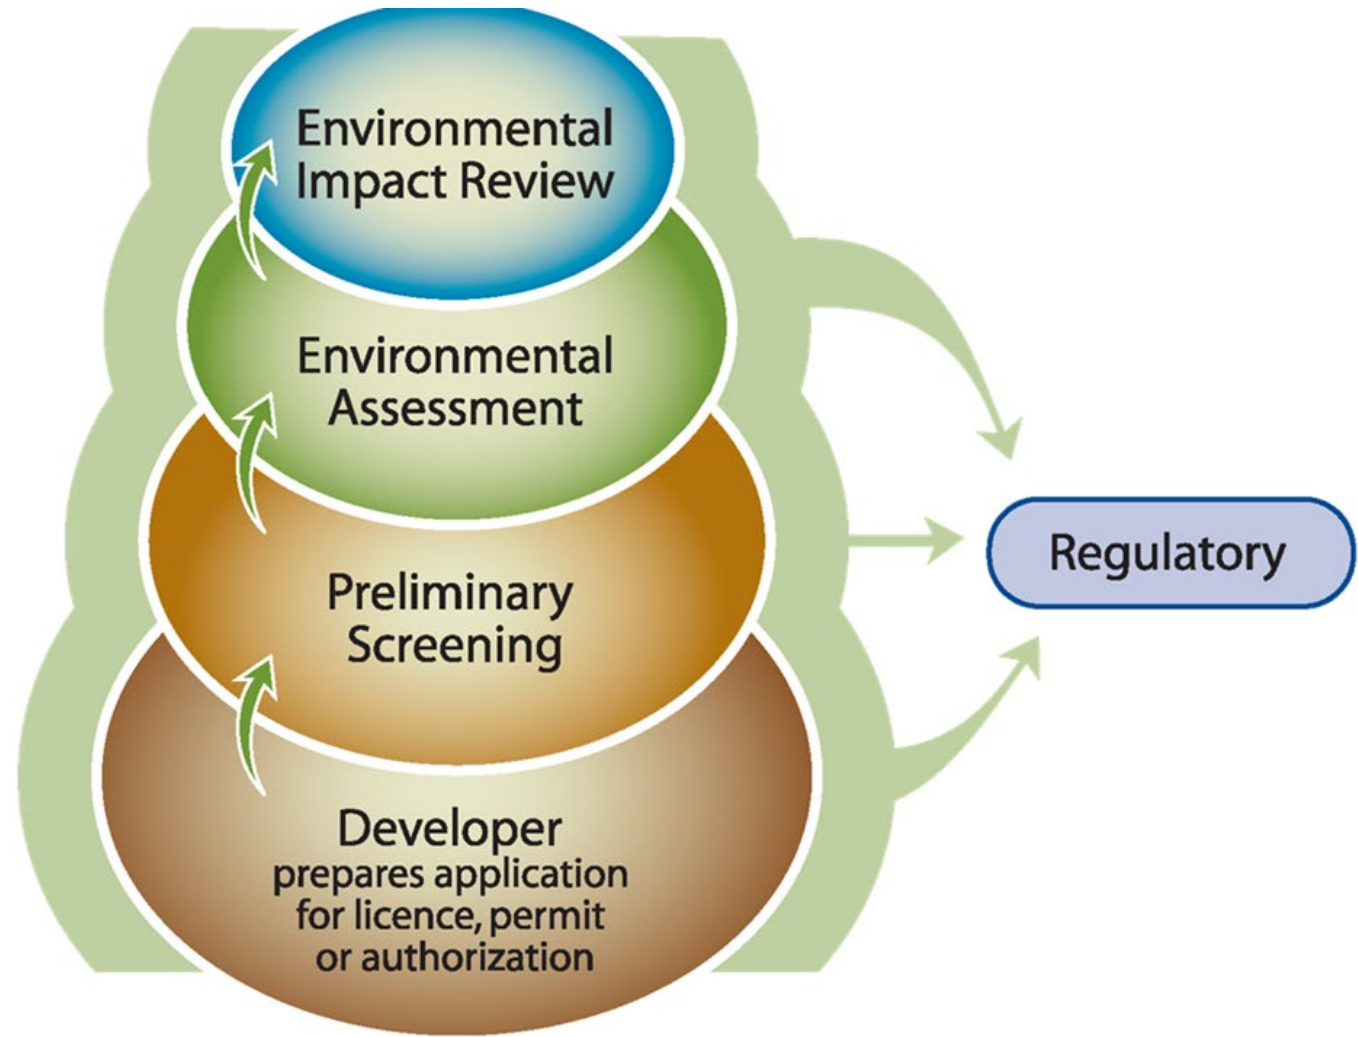 Environmental
Impact Review
Environmental
Assessment
Preliminary
Screening
Regulatory
Developer
prepares application
for licence, permit
or authorization